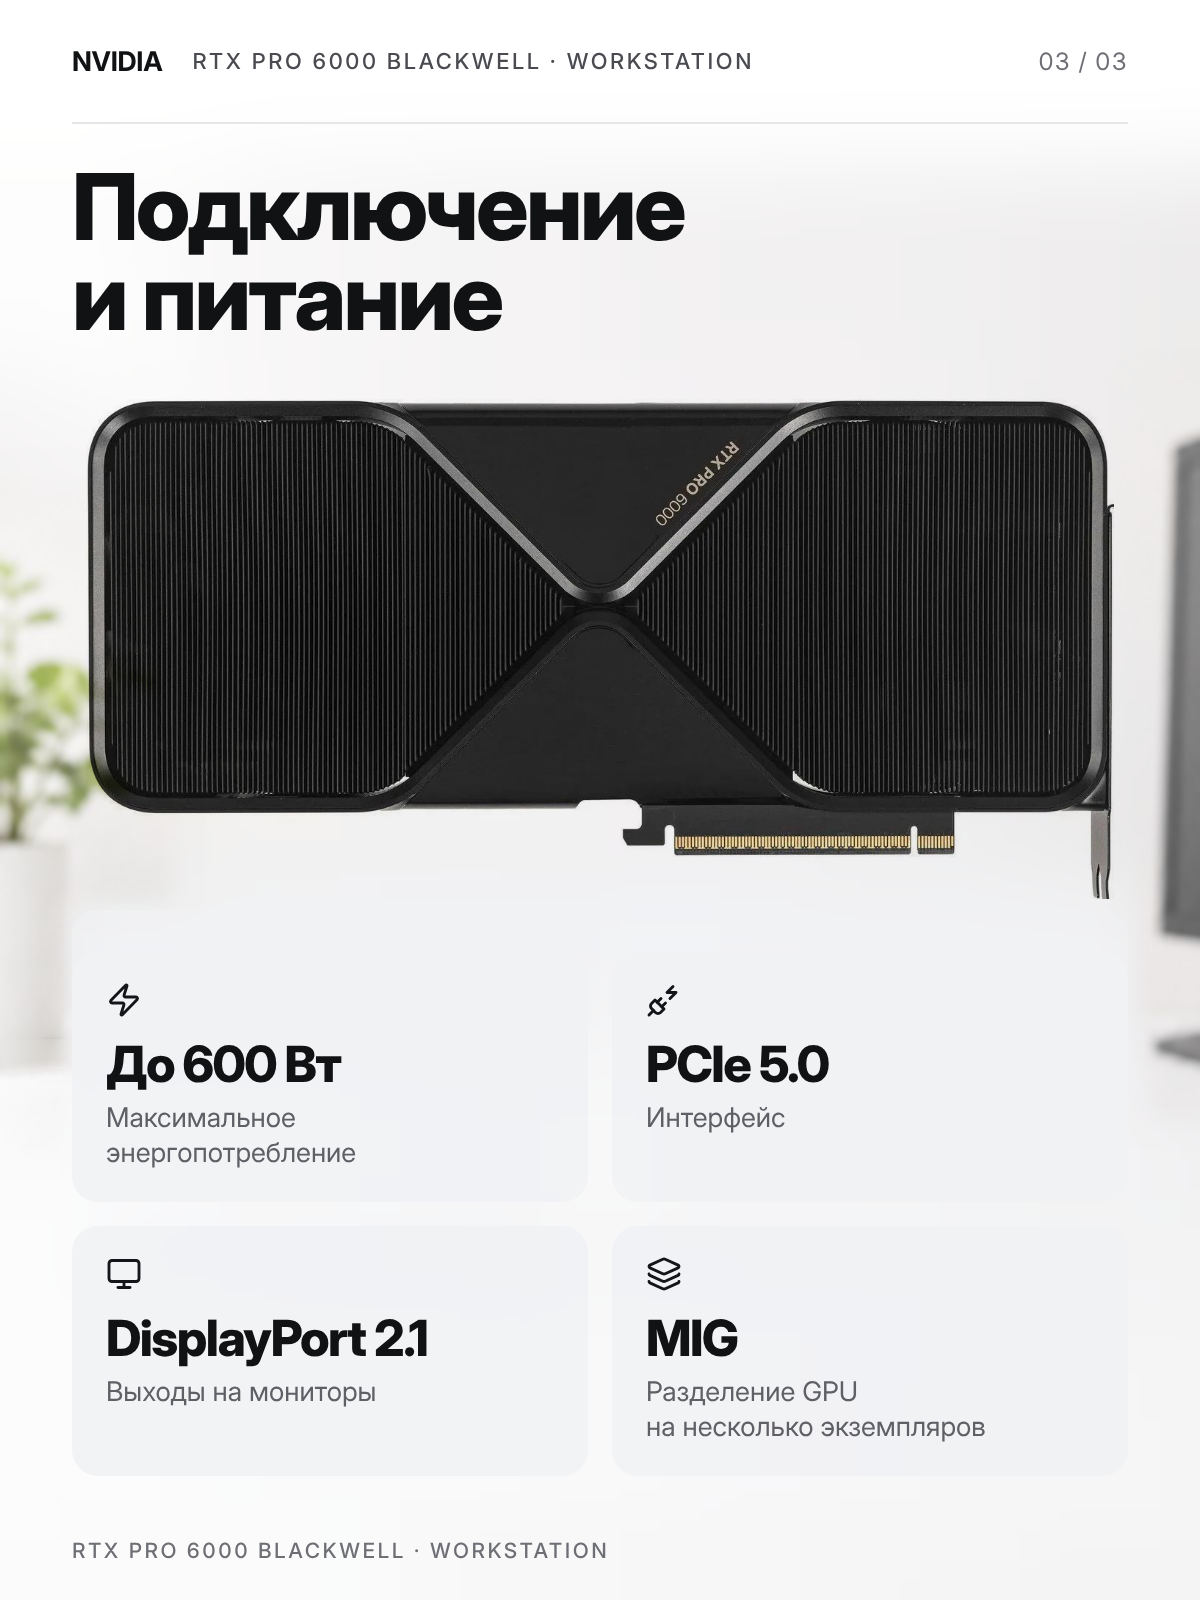 NVIDIA RTX PRO 6000 BLACKWELL · WORKSTATION 03 / 03
Подключение
и питание
RTX PRO 6000
До 600 Вт
Максимальное
энергопотребление
PCIe 5.0
Интерфейс
DisplayPort 2.1
Выходы на мониторы
MIG
Разделение GPU
на несколько экземпляров
RTX PRO 6000 BLACKWELL · WORKSTATION